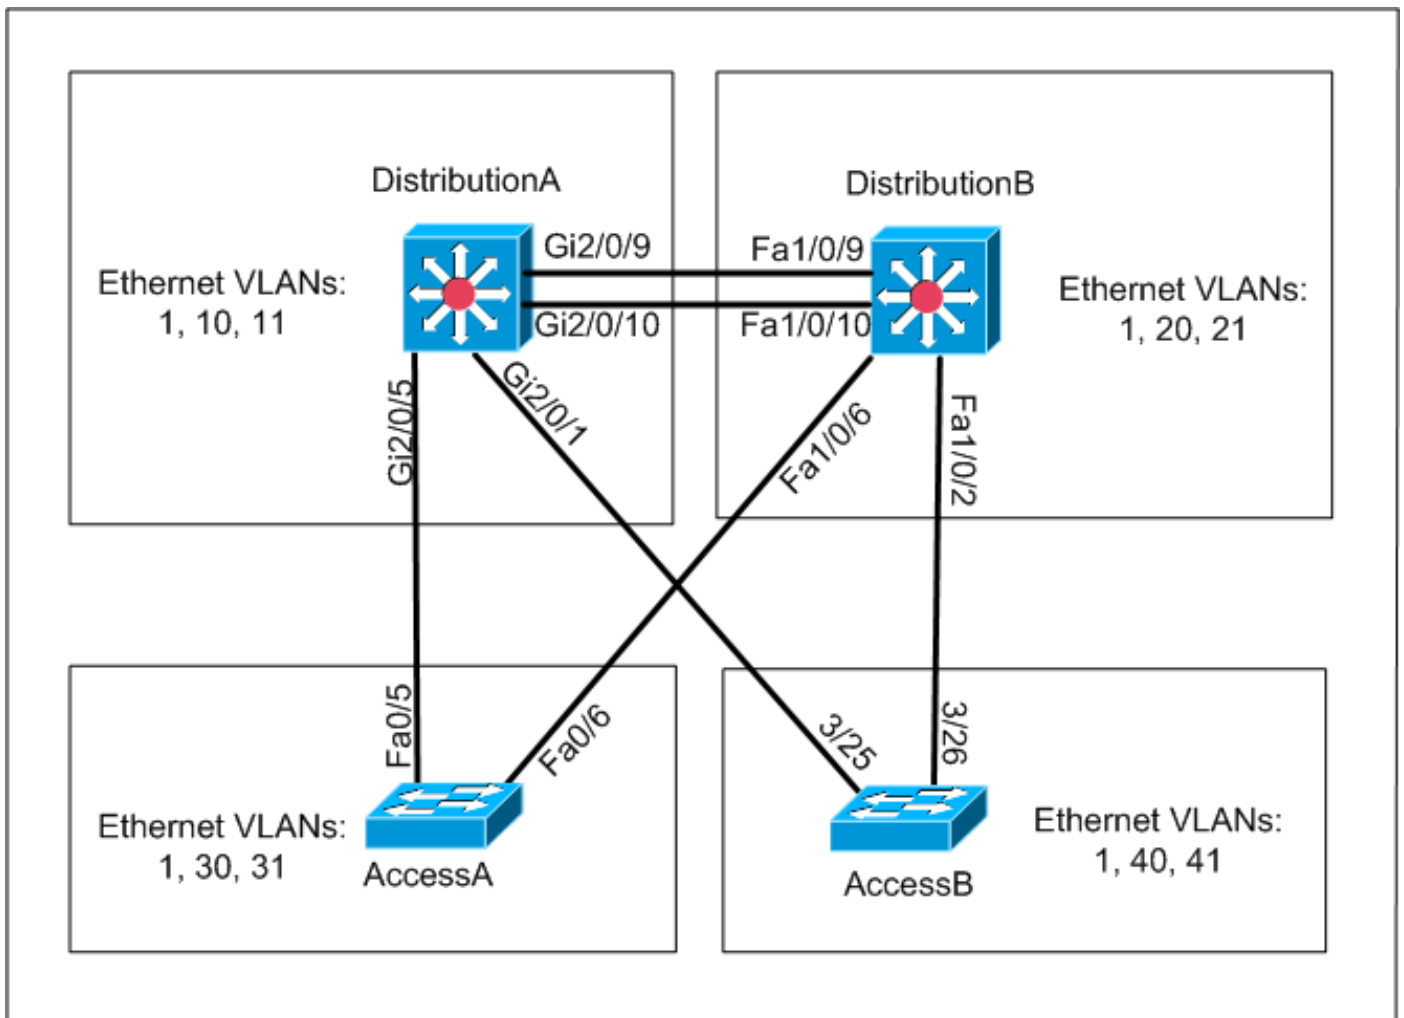 DistributionA
DistributionB
Gi2/0/9
Fa1/0/9
Ethernet VLANs:
1, 10, 11
Gi2/0/10
Fa1/0/10
Ethernet VLANs:
1, 20, 21
Gi2/0/5
Gi2/0/1
Fa1/0/6
Fa1/0/2
Fa0/5
Fa0/6
3/25
3/26
Ethernet VLANs:
1, 30, 31
AccessA
AccessB
Ethernet VLANs:
1, 40, 41